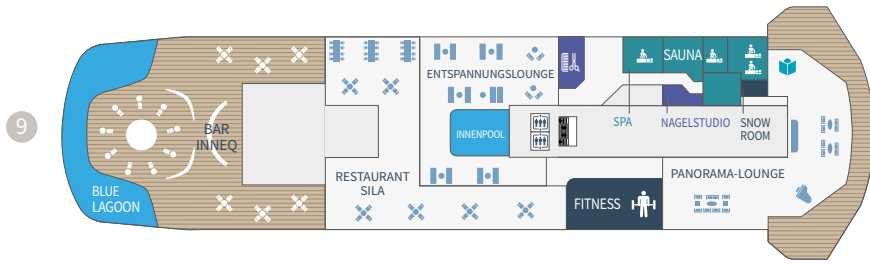 9
SAUNA
ENTSPANNUNGSLOUNGE
BAR
INNEQ
INNENPOOL
SPA
NAGELSTUDIO
SNOW
ROOM
RESTAURANT
SILA
PANORAMA-LOUNGE
BLUE
LAGOON
FITNESS